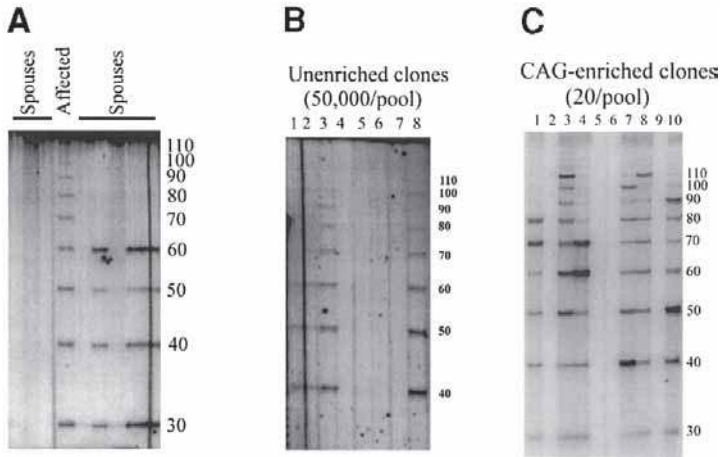 A
Spouses
Affected
Spouses
110
100
90
80
70
60
50
40
30
B
Unenriched clones
(50,000/pool)
1 2 3 4 5 6 7 8
110
100
90
80
70
60
50
40
C
CAG-enriched clones
(20/pool)
1 2 3 4 5 6 7 8 9 10
110
100
90
80
70
60
50
40
30